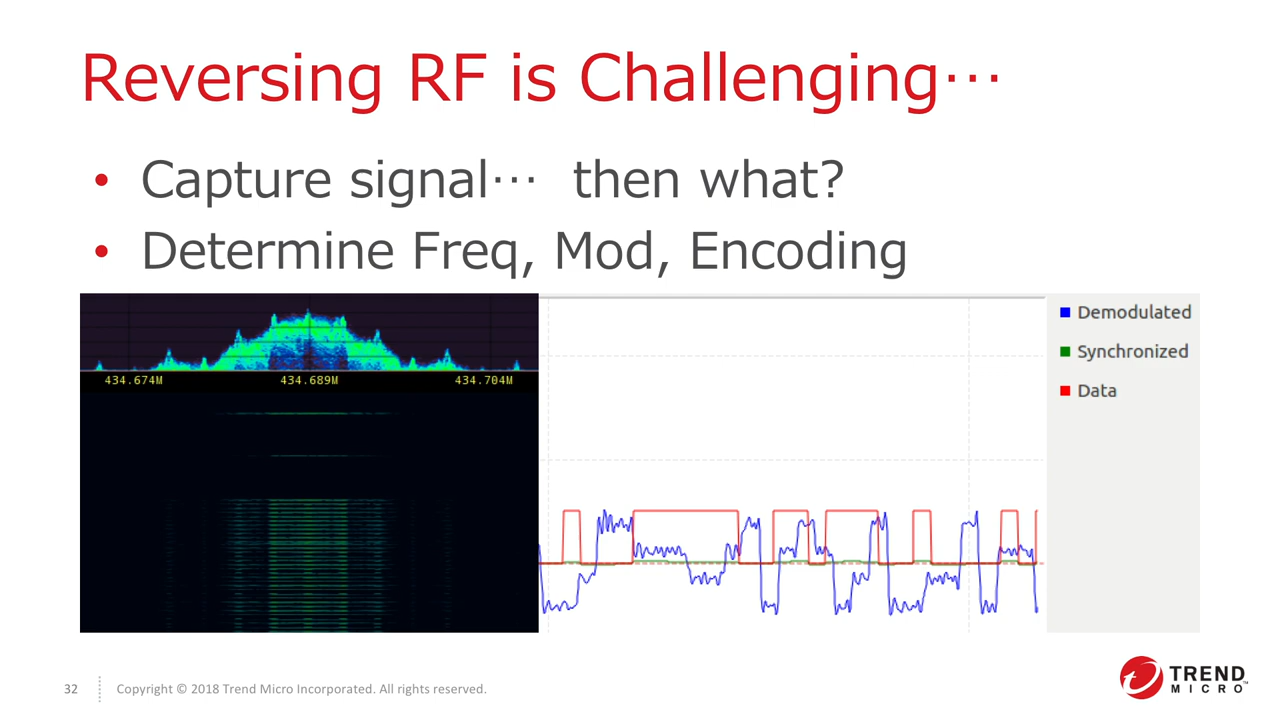 Reversing RF is Challenging…
• Capture signal… then what?
• Determine Freq, Mod, Encoding
434.674M 434.689M 434.704M
Demodulated
Synchronized
Data
32
Copyright © 2018 Trend Micro Incorporated. All rights reserved.
TREND
MICRO™